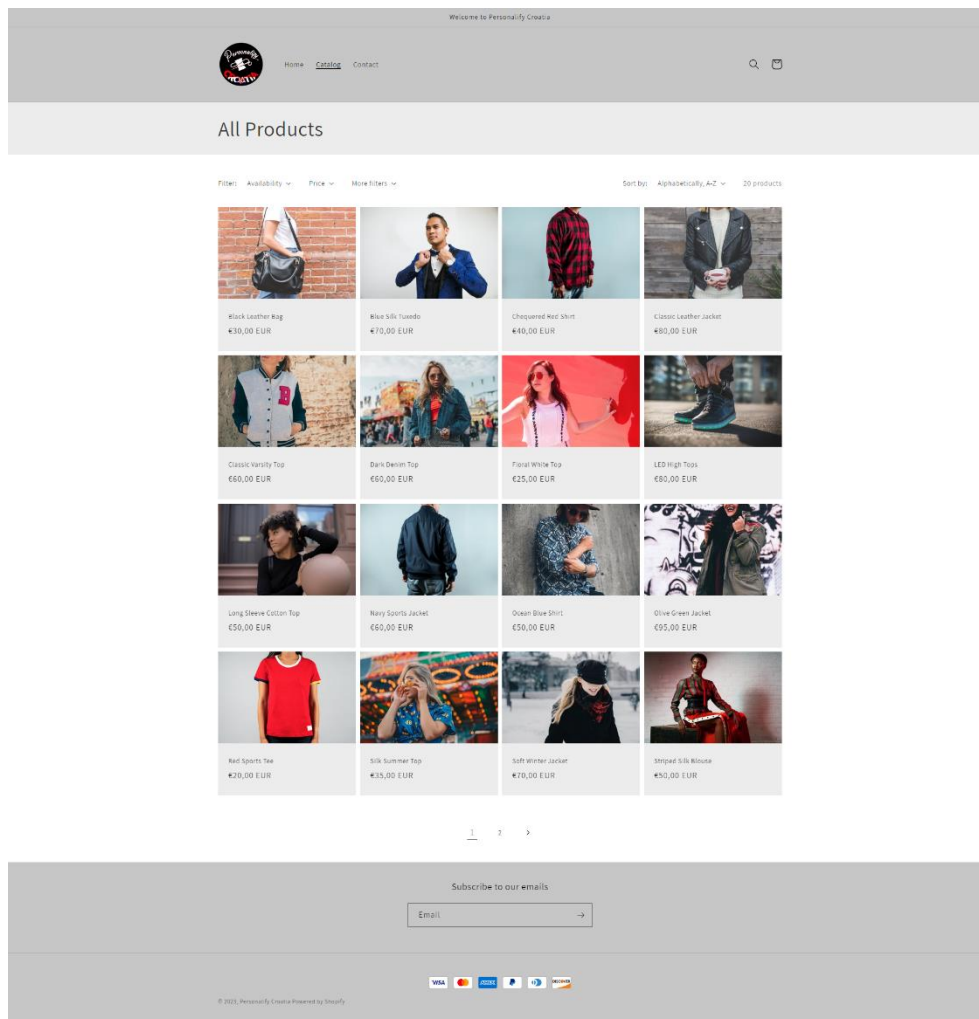 Welcome to Personalify Croatia
Personalify
CROATIA
Home Catalog Contact
All Products
Filter: Availability Price More filters Sort by: Alphabetically, A-Z 20 products
B
Black Leather Bag Blue Silk Tuxedo Chequered Red Shirt Classic Leather Jacket
€30,00 EUR €70,00 EUR €40,00 EUR €80,00 EUR
Classic Varsity Top Dark Denim Top Floral White Top LED High Tops
€60,00 EUR €60,00 EUR €25,00 EUR €80,00 EUR
Long Sleeve Cotton Top Navy Sports Jacket Ocean Blue Shirt Olive Green Jacket
€50,00 EUR €60,00 EUR €50,00 EUR €95,00 EUR
Red Sports Tee Silk Summer Top Soft Winter Jacket Striped Silk Blouse
€20,00 EUR €35,00 EUR €70,00 EUR €50,00 EUR
1 2
Subscribe to our emails
Email
VISA AMEX DISCOVER
© 2023, Personalify Croatia Powered by Shopify